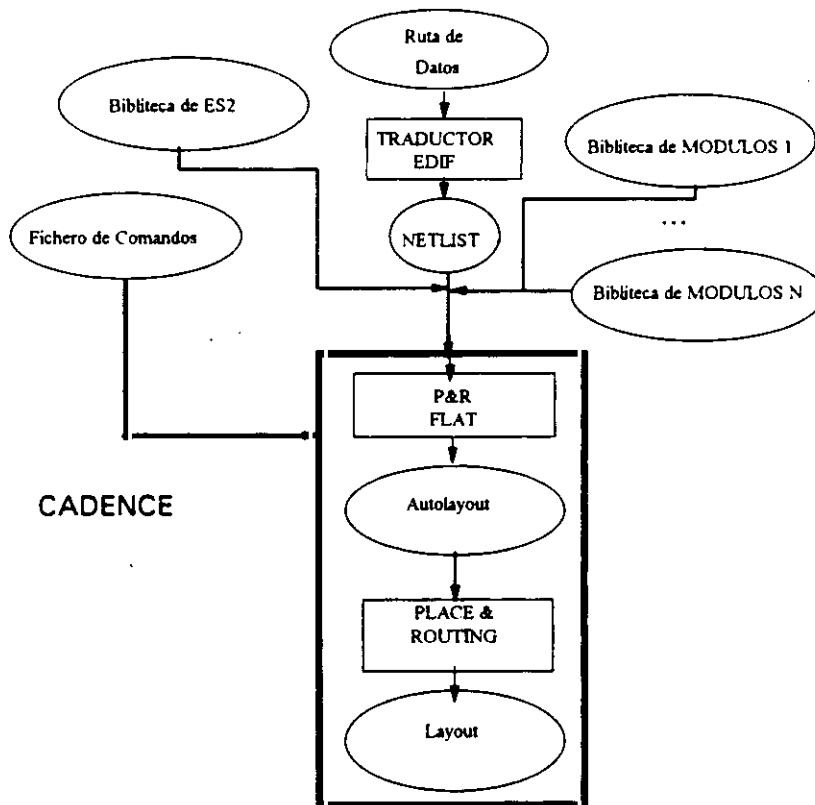 Ruta de
Datos
Bibliteca de ES2
TRADUCTOR
EDIF
Bibliteca de MODULOS 1
...
Fichero de Comandos
NETLIST
Bibliteca de MODULOS N
P&R
FLAT
CADENCE
Autolayout
PLACE &
ROUTING
Layout